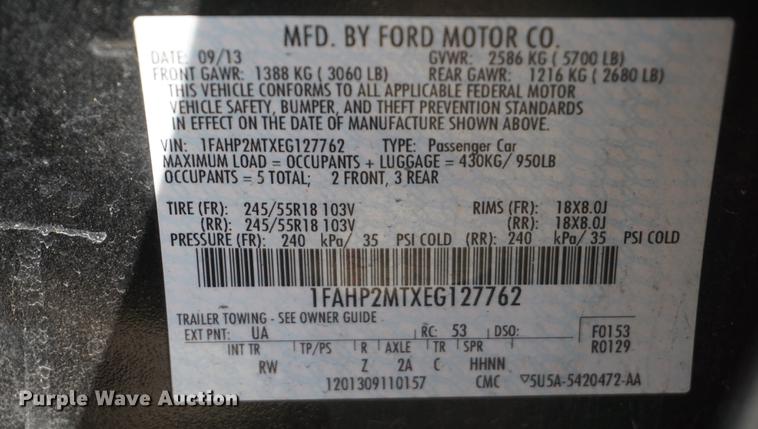 MFD. BY FORD MOTOR CO.
DATE: 09/13 GVWR: 2586 KG ( 5700 LB)
FRONT GAWR: 1388 KG ( 3060 LB) REAR GAWR: 1216 KG ( 2680 LB)
THIS VEHICLE CONFORMS TO ALL APPLICABLE FEDERAL MOTOR
VEHICLE SAFETY, BUMPER, AND THEFT PREVENTION STANDARDS
IN EFFECT ON THE DATE OF MANUFACTURE SHOWN ABOVE.
VIN: 1FAHP2MTXEG127762 TYPE: Passenger Car
MAXIMUM LOAD = OCCUPANTS + LUGGAGE = 430KG/ 950LB
OCCUPANTS = 5 TOTAL; 2 FRONT, 3 REAR
TIRE (FR): 245/55R18 103V RIMS (FR): 18X8.0J
(RR): 245/55R18 103V (RR): 18X8.0J
PRESSURE (FR): 240 kPa/ 35 PSI COLD (RR): 240 kPa/ 35 PSI COLD
1FAHP2MTXEG127762
TRAILER TOWING - SEE OWNER GUIDE
EXT PNT: UA RC: 53 DSO: F0153
INT TR TP/PS R AXLE TR SPR R0129
RW Z 2A C HHNN
1201309110157 CMC ▽5U5A-5420472-AA
Purple Wave Auction